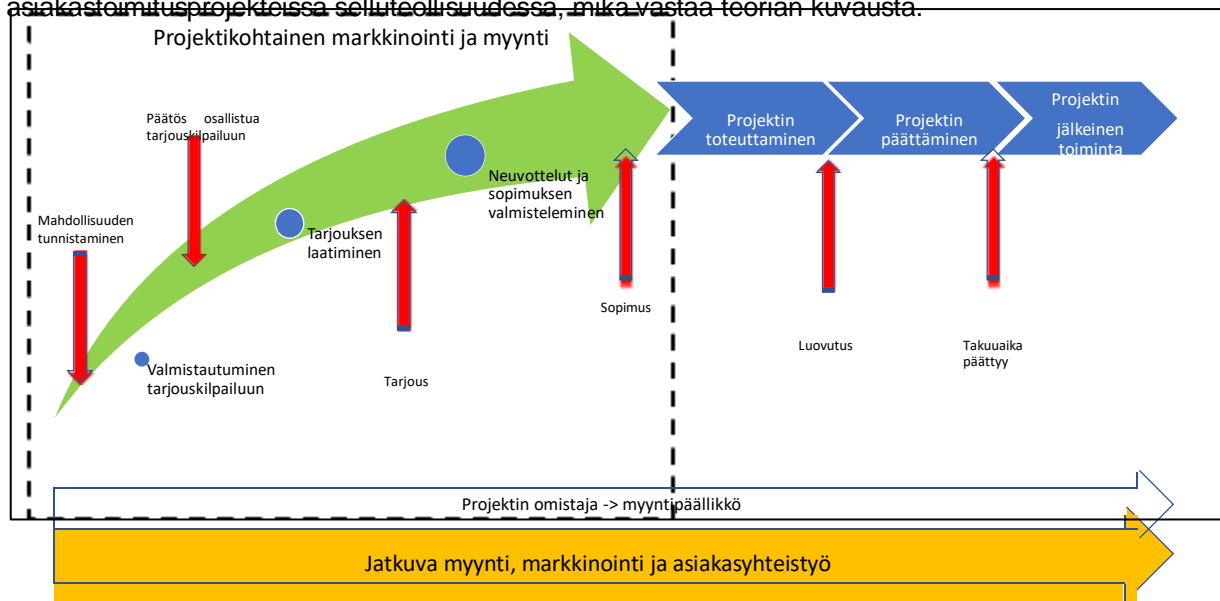 asiakastoimitusprojekteissa selluteollisuudessa, mikä vastaa teorian kuvausta.
Projektikohtainen markkinointi ja myynti
Päätös osallistua
tarjouskilpailuun
Mahdollisuuden
tunnistaminen
Valmistautuminen
tarjouskilpailuun
Tarjouksen
laatiminen
Tarjous
Neuvottelut ja
sopimuksen
valmisteleminen
Sopimus
Projektin
toteuttaminen
Projektin
päättäminen
Projektin
jälkeinen
toiminta
Luovutus
Takuuaika
päättyy
Projektin omistaja -> myyntipäällikkö
Jatkuva myynti, markkinointi ja asiakasyhteistyö